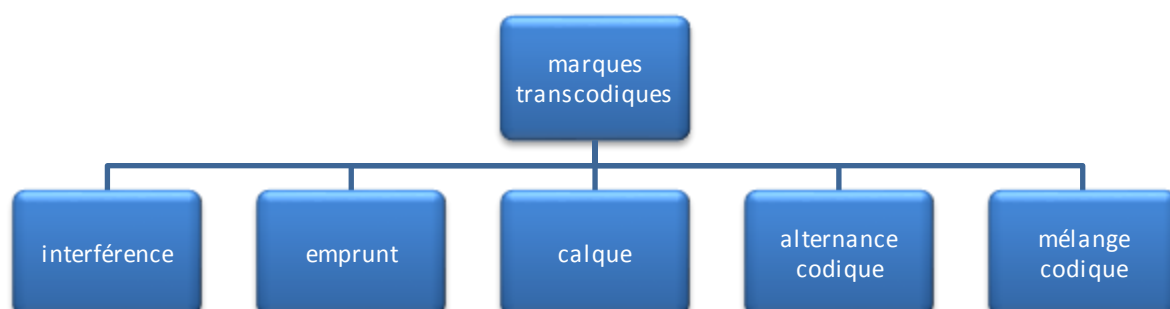 marques
transcodiques
interférence
emprunt
calque
alternance
codique
mélange
codique